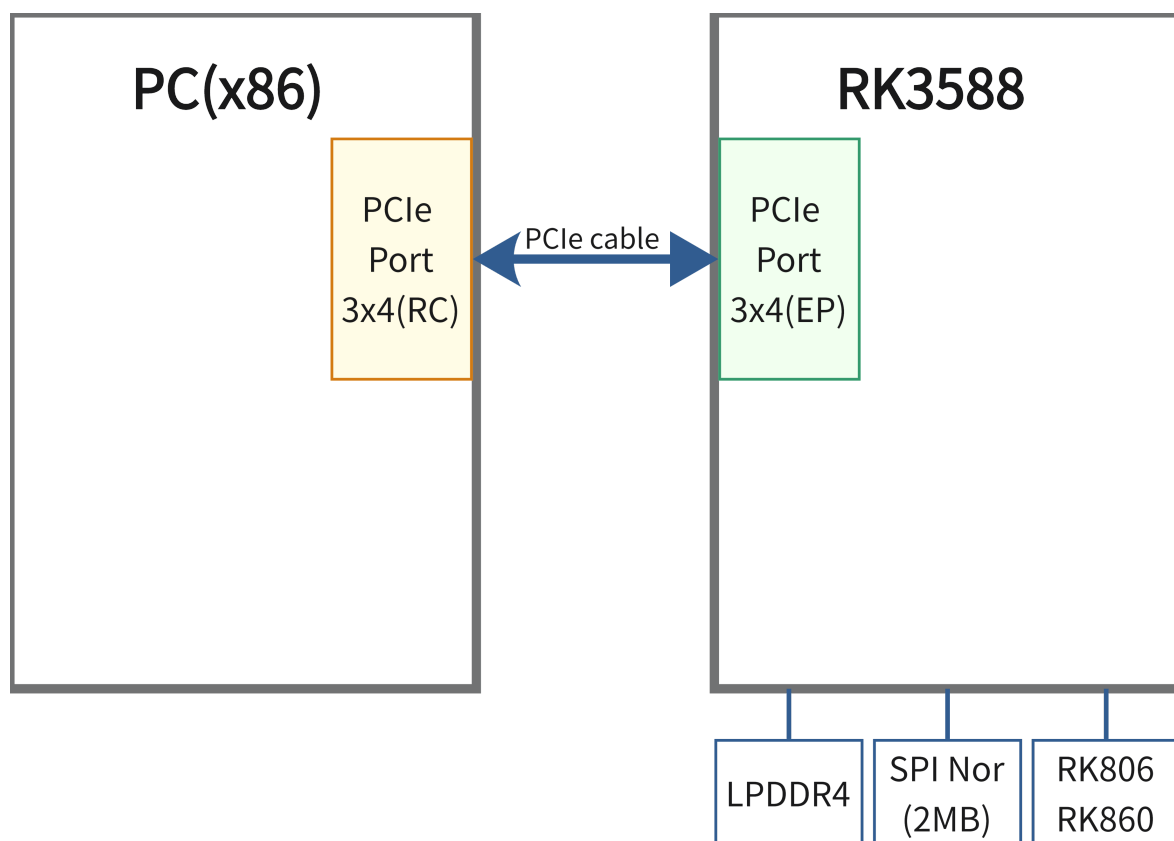 PC(x86)
RK3588
PCIe
Port
3x4(RC)
PCIe cable
PCIe
Port
3x4(EP)
LPDDR4
SPI Nor
(2MB)
RK806
RK860